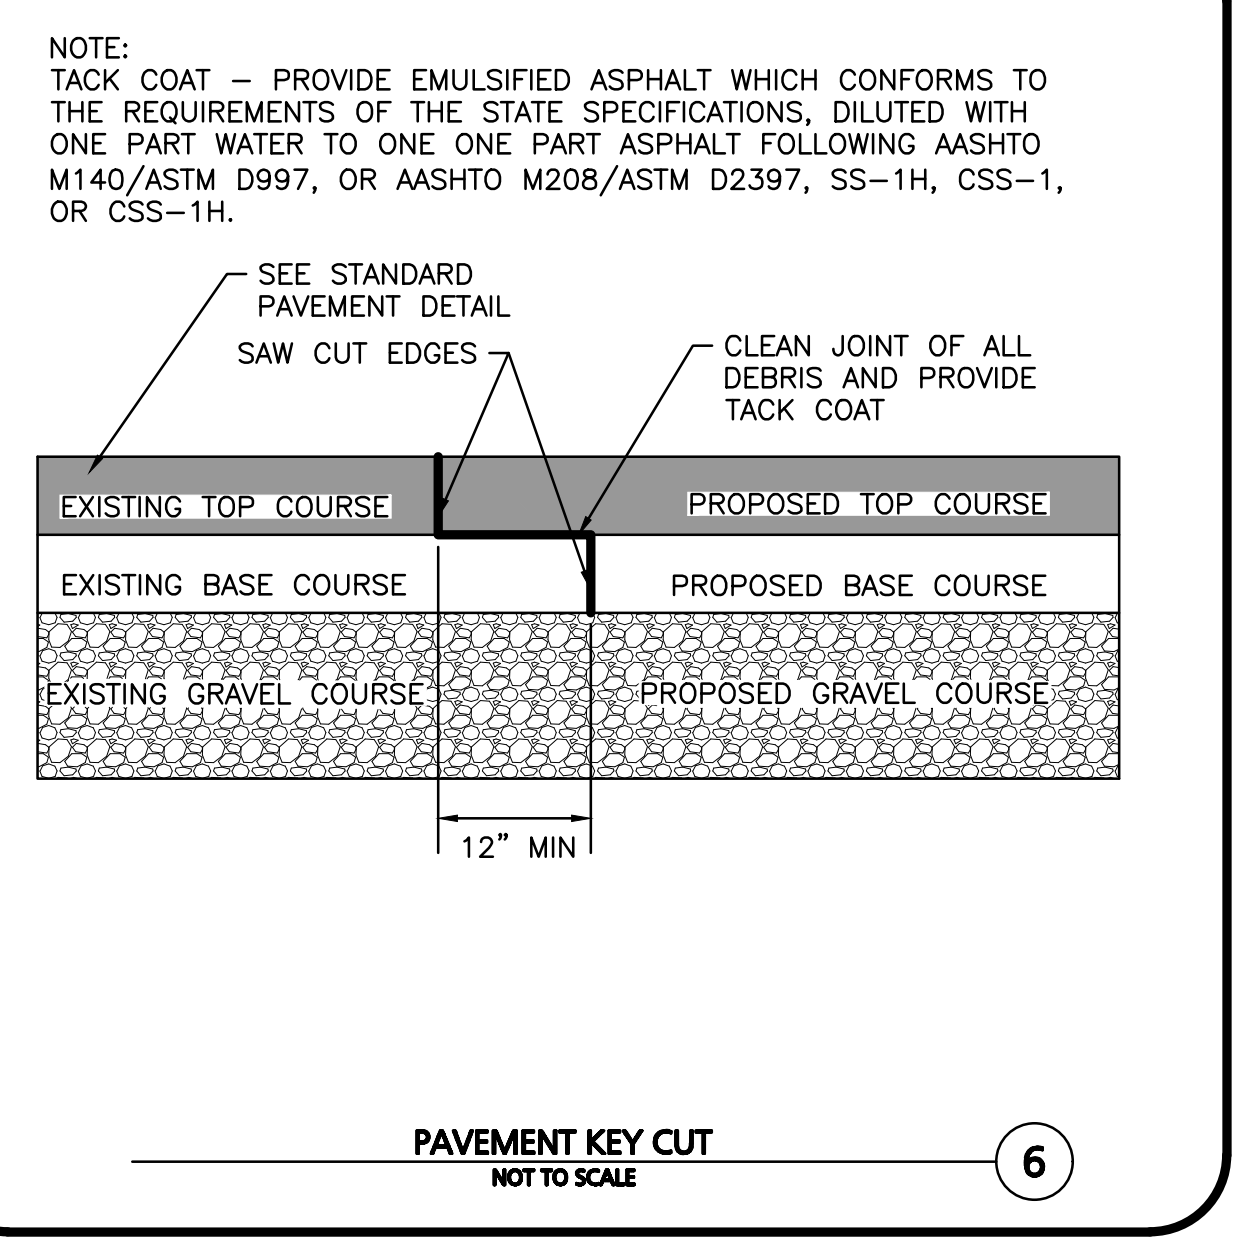 NOTE:
TACK COAT – PROVIDE EMULSIFIED ASPHALT WHICH CONFORMS TO
THE REQUIREMENTS OF THE STATE SPECIFICATIONS, DILUTED WITH
ONE PART WATER TO ONE ONE PART ASPHALT FOLLOWING AASHTO
M140/ASTM D997, OR AASHTO M208/ASTM D2397, SS–1H, CSS–1,
OR CSS–1H.
SEE STANDARD
PAVEMENT DETAIL
SAW CUT EDGES
CLEAN JOINT OF ALL
DEBRIS AND PROVIDE
TACK COAT
EXISTING TOP COURSE
PROPOSED TOP COURSE
EXISTING BASE COURSE
PROPOSED BASE COURSE
EXISTING GRAVEL COURSE
PROPOSED GRAVEL COURSE
12” MIN
PAVEMENT KEY CUT
NOT TO SCALE
6